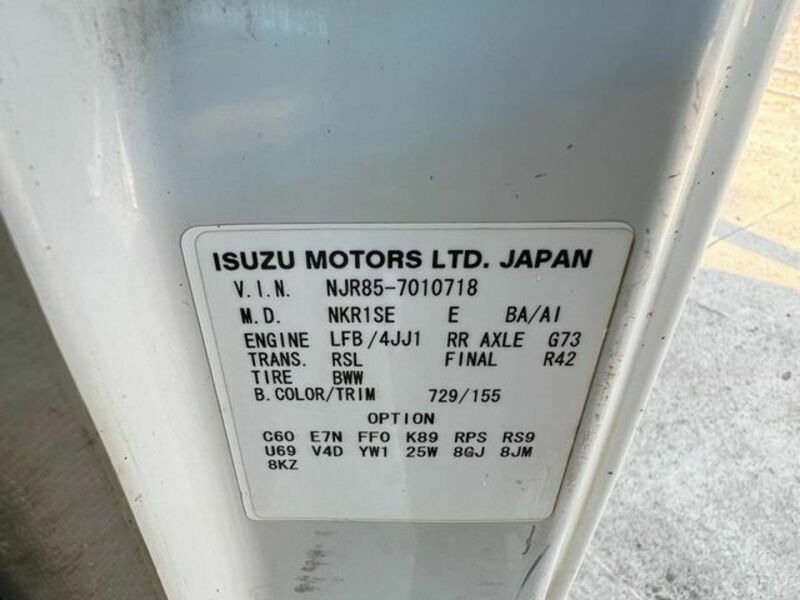 ISUZU MOTORS LTD. JAPAN
V.I.N. NJR85-7010718
M.D. NKR1SE E BA/AI
ENGINE LFB/4JJ1 RR AXLE G73
TRANS. RSL FINAL R42
TIRE BWW
B.COLOR/TRIM 729/155
OPTION
C60 E7N FF0 K89 RPS RS9
U69 V4D YW1 25W 8GJ 8JM
8KZ